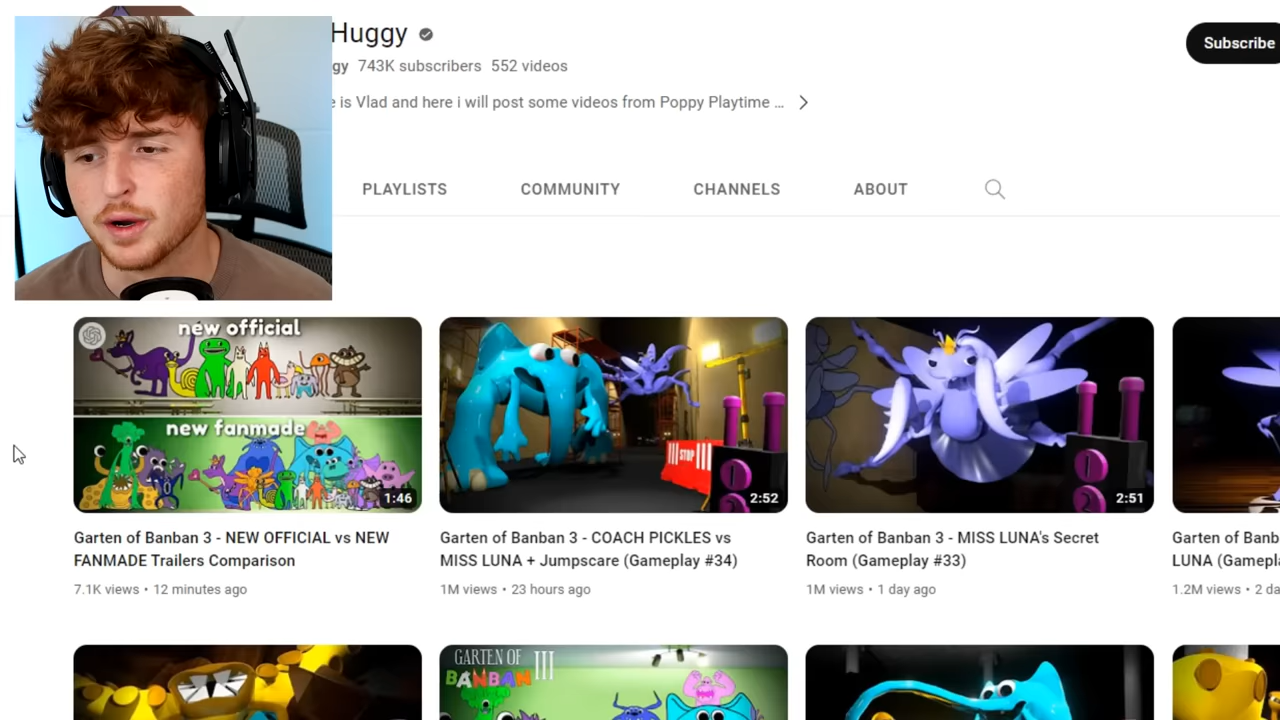 Huggy
gy 743K subscribers 552 videos
e is Vlad and here i will post some videos from Poppy Playtime ...
Subscribe
PLAYLISTS COMMUNITY CHANNELS ABOUT
new official
new fanmade
1:46
STOP
1
2:52
1
2
2:51
Garten of Banban 3 - NEW OFFICIAL vs NEW
FANMADE Trailers Comparison
7.1K views • 12 minutes ago
Garten of Banban 3 - COACH PICKLES vs
MISS LUNA + Jumpscare (Gameplay #34)
1M views • 23 hours ago
Garten of Banban 3 - MISS LUNA's Secret
Room (Gameplay #33)
1M views • 1 day ago
Garten of Banb
LUNA (Gamepl
1.2M views • 2 da
GARTEN OF
BANBAN III